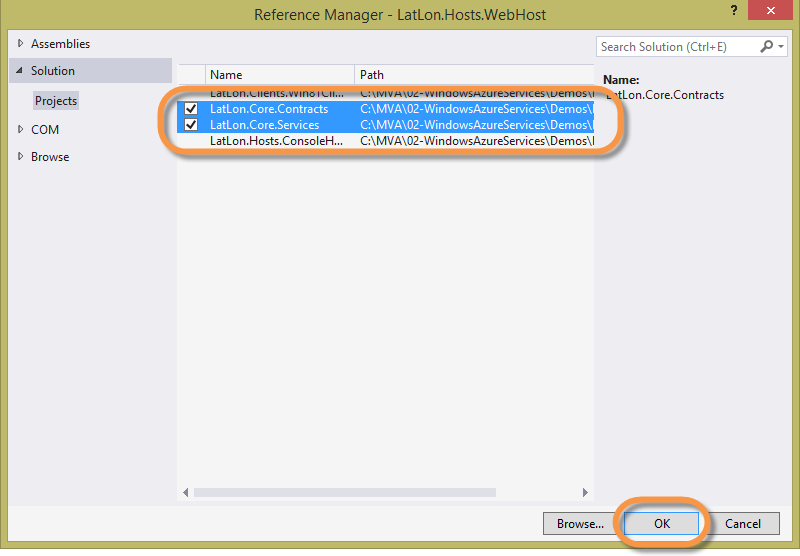 Reference Manager - LatLon.Hosts.WebHost
?
Assemblies
Solution
Projects
COM
Browse
Search Solution (Ctrl+E)
Name Path
LatLon.Clients.Win81Cli... C:\MVA\02-WindowsAzureServices\Demos\
LatLon.Core.Contracts C:\MVA\02-WindowsAzureServices\Demos\
LatLon.Core.Services C:\MVA\02-WindowsAzureServices\Demos\
LatLon.Hosts.ConsoleH... C:\MVA\02-WindowsAzureServices\Demos\
Name:
LatLon.Core.Contracts
Browse... OK Cancel